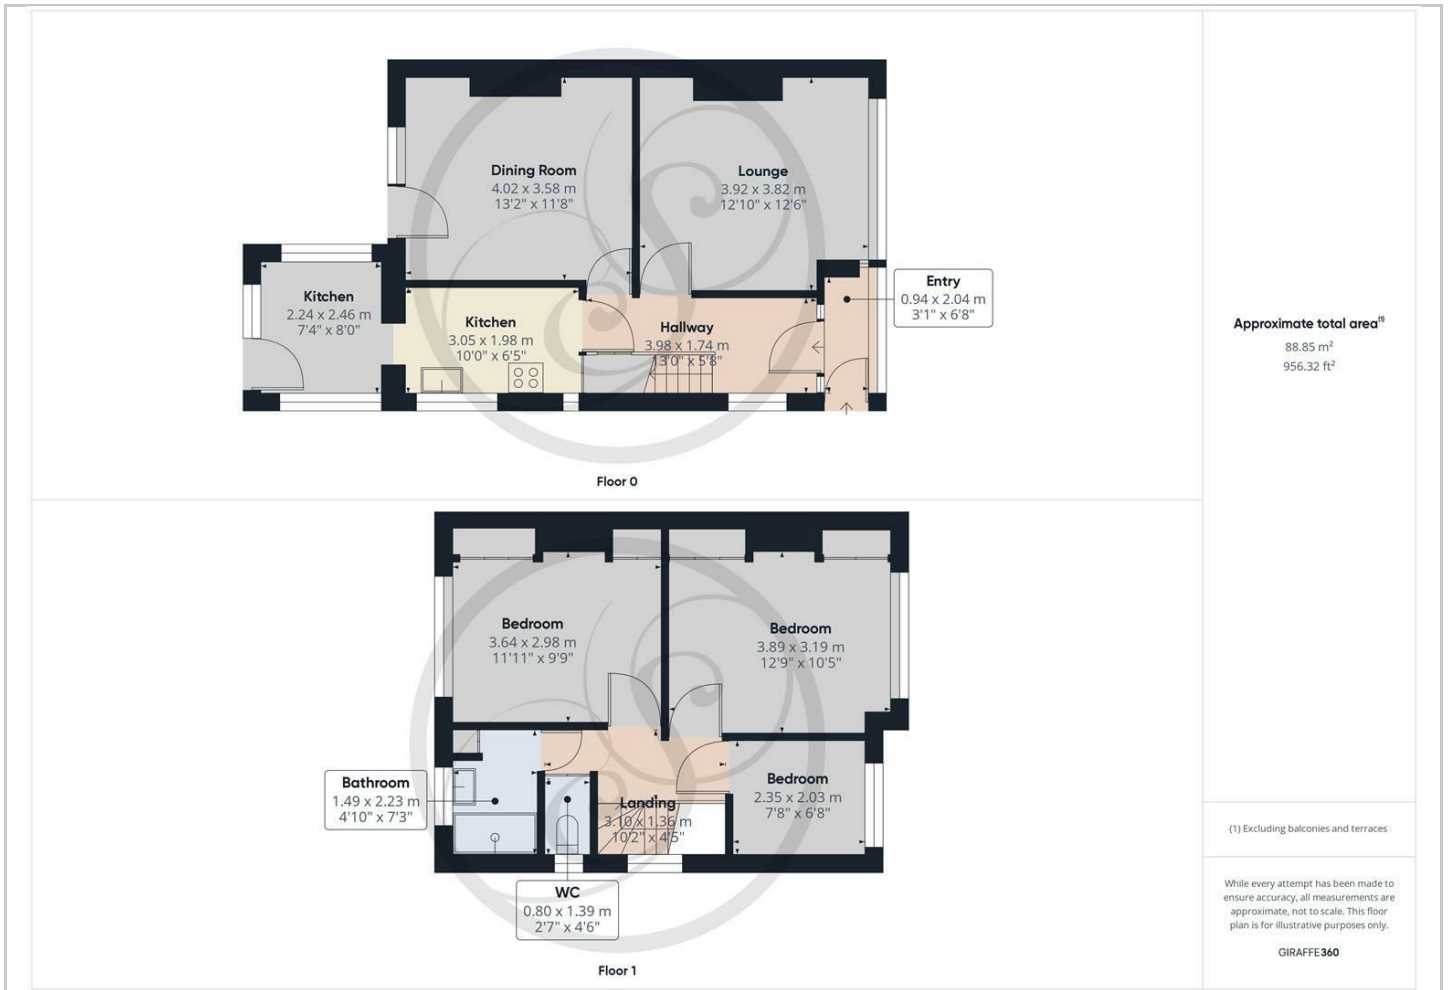 Dining Room
4.02 x 3.58 m
13'2" x 11'8"
Lounge
3.92 x 3.82 m
12'10" x 12'6"
Kitchen
2.24 x 2.46 m
7'4" x 8'0"
Kitchen
3.05 x 1.98 m
10'0" x 6'5"
Hallway
3.98 x 1.74 m
13'0" x 5'8"
Entry
0.94 x 2.04 m
3'1" x 6'8"
Floor 0
Approximate total area(1)
88.85 m²
956.32 ft²
Bedroom
3.64 x 2.98 m
11'11" x 9'9"
Bedroom
3.89 x 3.19 m
12'9" x 10'5"
Bathroom
1.49 x 2.23 m
4'10" x 7'3"
Landing
3.10 x 1.36 m
10'2" x 4'5"
Bedroom
2.35 x 2.03 m
7'8" x 6'8"
WC
0.80 x 1.39 m
2'7" x 4'6"
Floor 1
(1) Excluding balconies and terraces
While every attempt has been made to
ensure accuracy, all measurements are
approximate, not to scale. This floor
plan is for illustrative purposes only.
GIRAFFE360